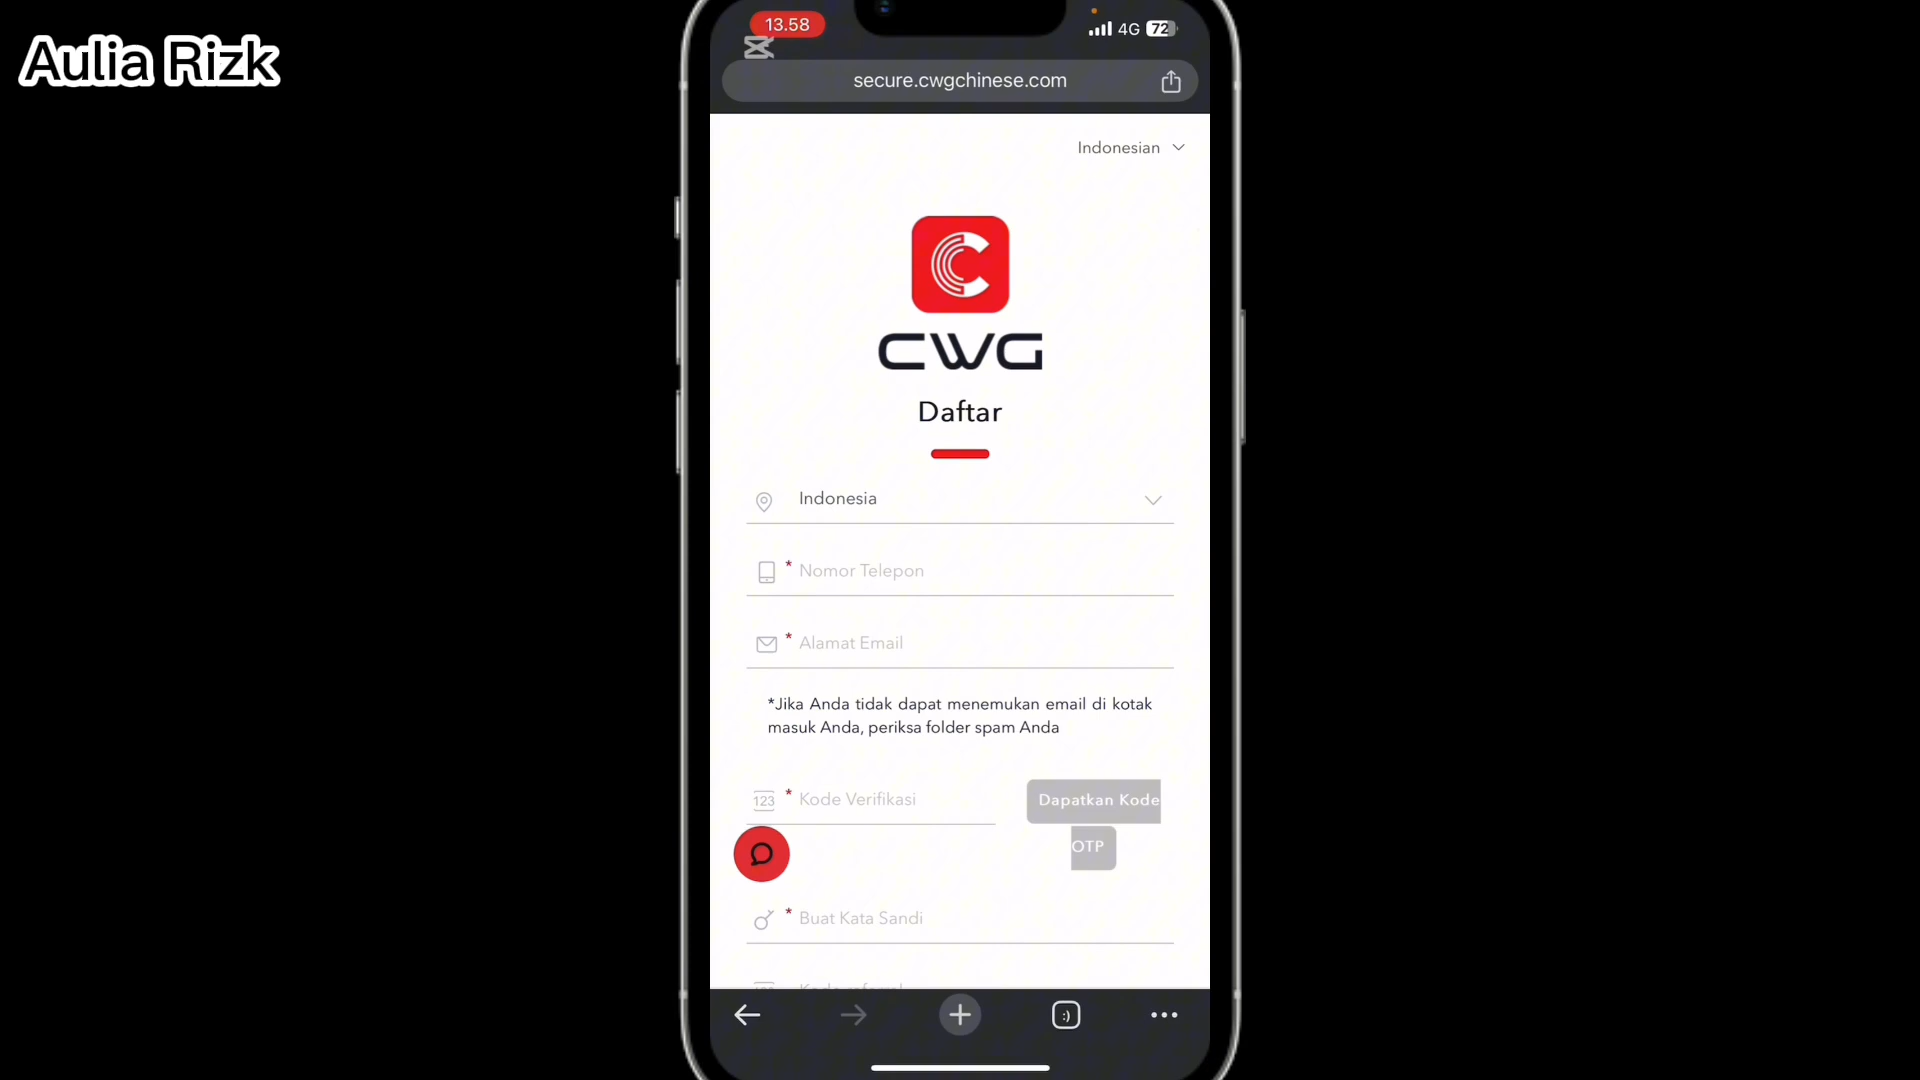 Aulia Rizk
13.58
4G 72
secure.cwgchinese.com
Indonesian
CWG
Daftar
Indonesia
* Nomor Telepon
* Alamat Email
*Jika Anda tidak dapat menemukan email di kotak
masuk Anda, periksa folder spam Anda
123 * Kode Verifikasi
Dapatkan Kode
OTP
* Buat Kata Sandi
:)